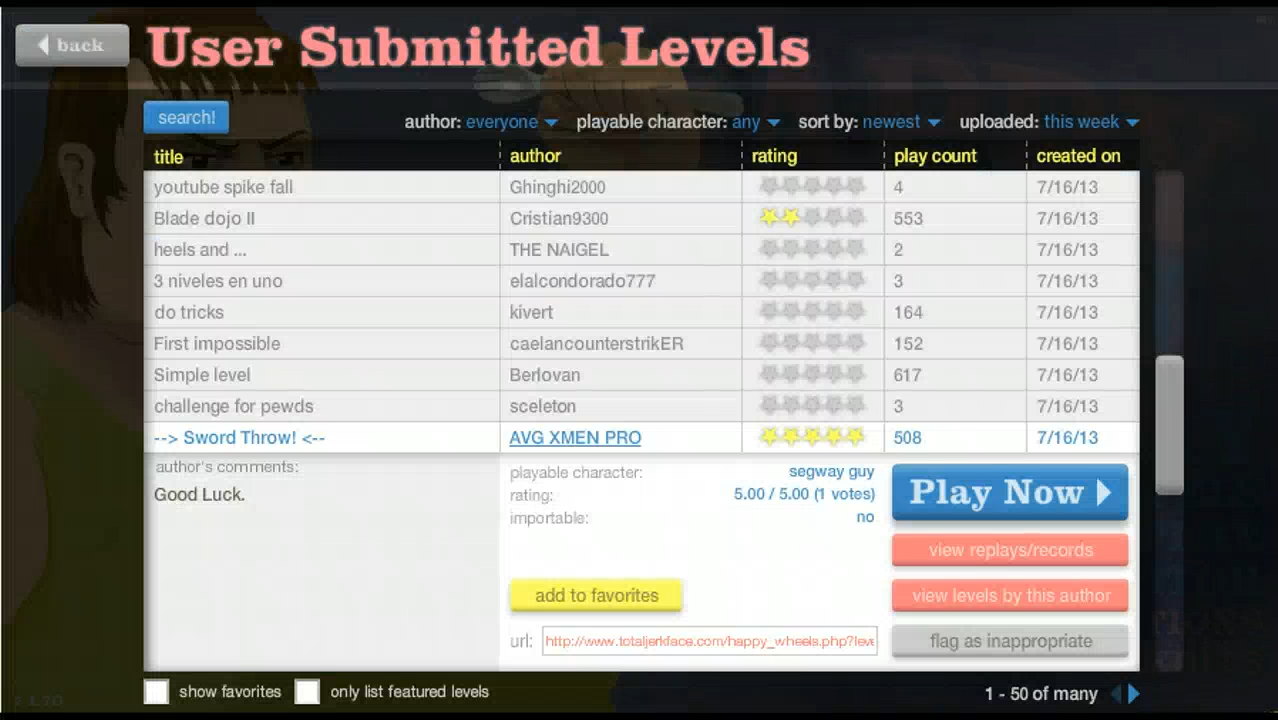 back
User Submitted Levels
search!
author: everyone playable character: any sort by: newest uploaded: this week
title author rating play count created on
youtube spike fall Ghinghi2000 4 7/16/13
Blade dojo II Cristian9300 553 7/16/13
heels and ... THE NAIGEL 2 7/16/13
3 niveles en uno elalcondorado777 3 7/16/13
do tricks kivert 164 7/16/13
First impossible caelancounterstrikER 152 7/16/13
Simple level Berlovan 617 7/16/13
challenge for pewds sceleton 3 7/16/13
--> Sword Throw! <-- AVG XMEN PRO 508 7/16/13
author's comments:
Good Luck.
playable character: segway guy
rating: 5.00 / 5.00 (1 votes)
importable: no
add to favorites
url: http://www.totaljerkface.com/happy_wheels.php?leve
Play Now
view replays/records
view levels by this author
flag as inappropriate
show favorites only list featured levels
1 - 50 of many